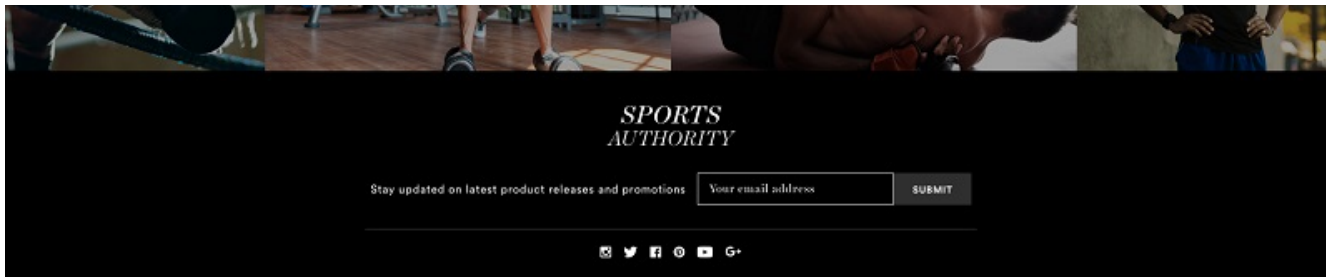 SPORTS
AUTHORITY
Stay updated on latest product releases and promotions Your email address SUBMIT
G+